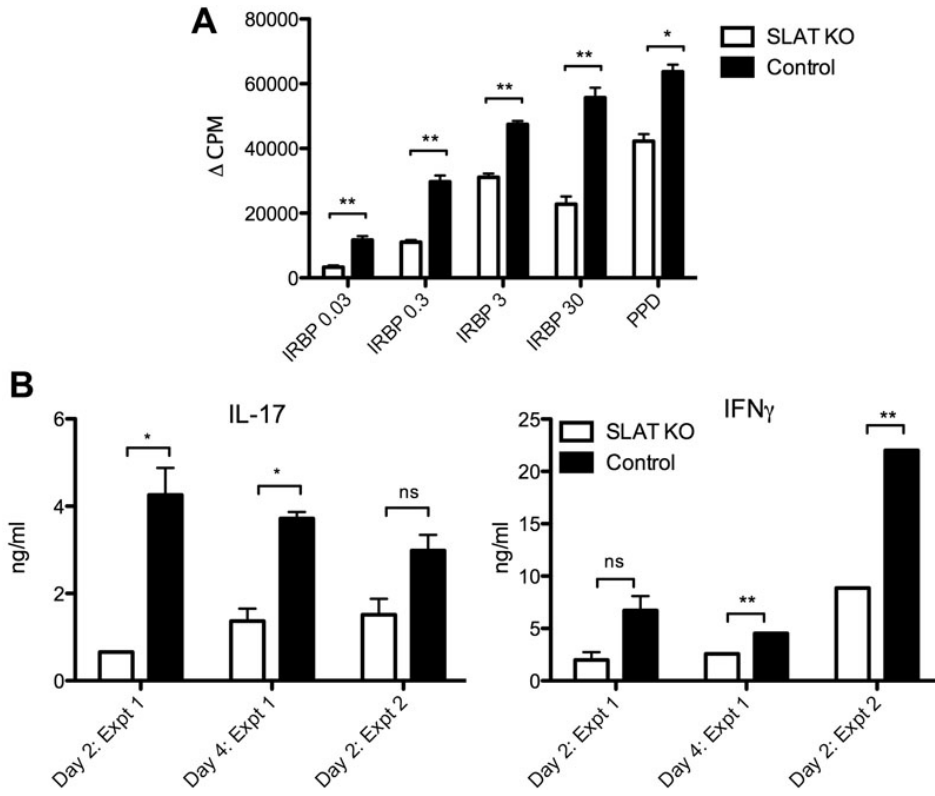 A
80000
60000
40000
20000
0
Δ CPM
**
**
**
**
*
SLAT KO
Control
IRBP 0.03
IRBP 0.3
IRBP 3
IRBP 30
PPD
B
IL-17
6
4
2
0
ng/ml
*
*
ns
Day 2: Expt 1
Day 4: Expt 1
Day 2: Expt 2
IFNγ
25
20
15
10
5
0
ng/ml
SLAT KO
Control
ns
**
**
Day 2: Expt 1
Day 4: Expt 1
Day 2: Expt 2